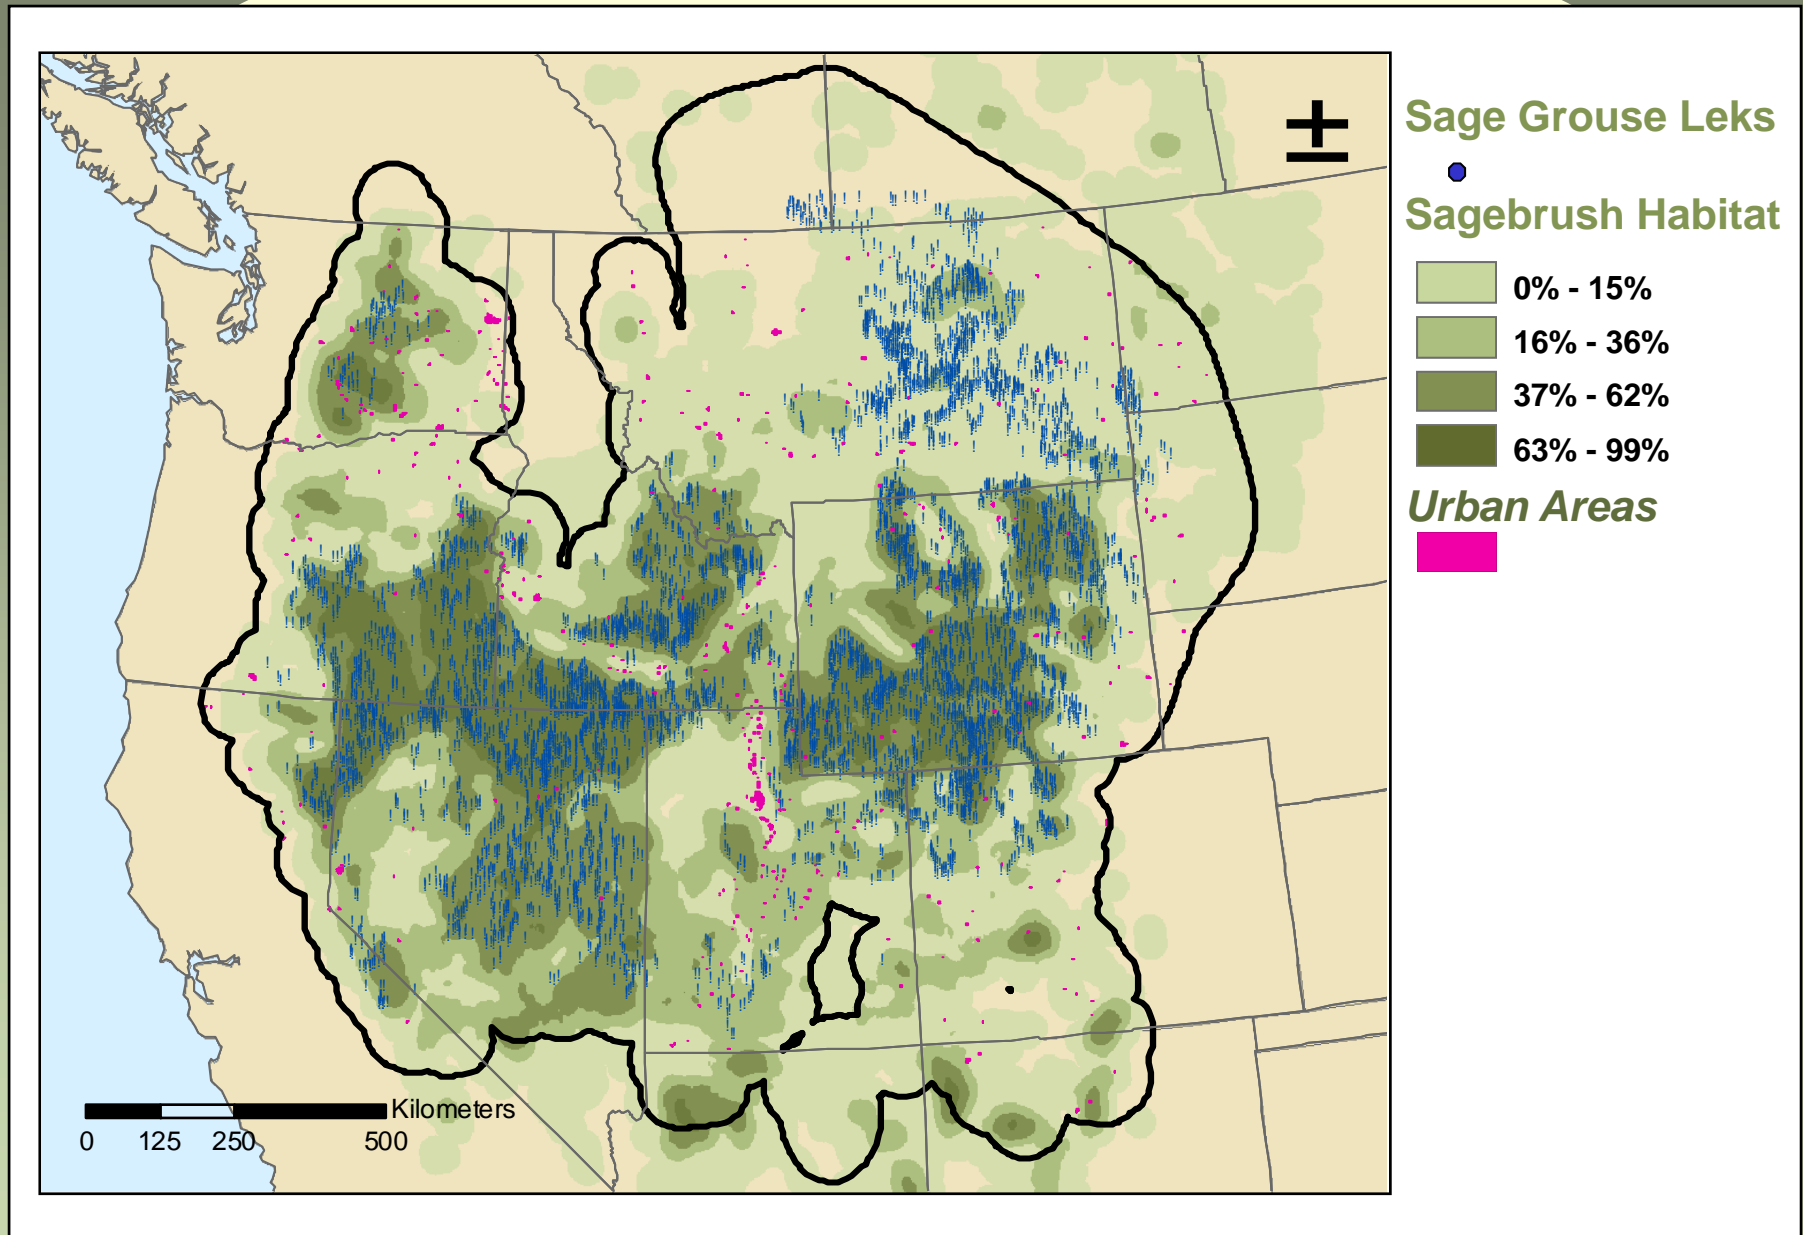 ±
Sage Grouse Leks
Sagebrush Habitat
0% - 15%
16% - 36%
37% - 62%
63% - 99%
Urban Areas
Kilometers
0 125 250 500